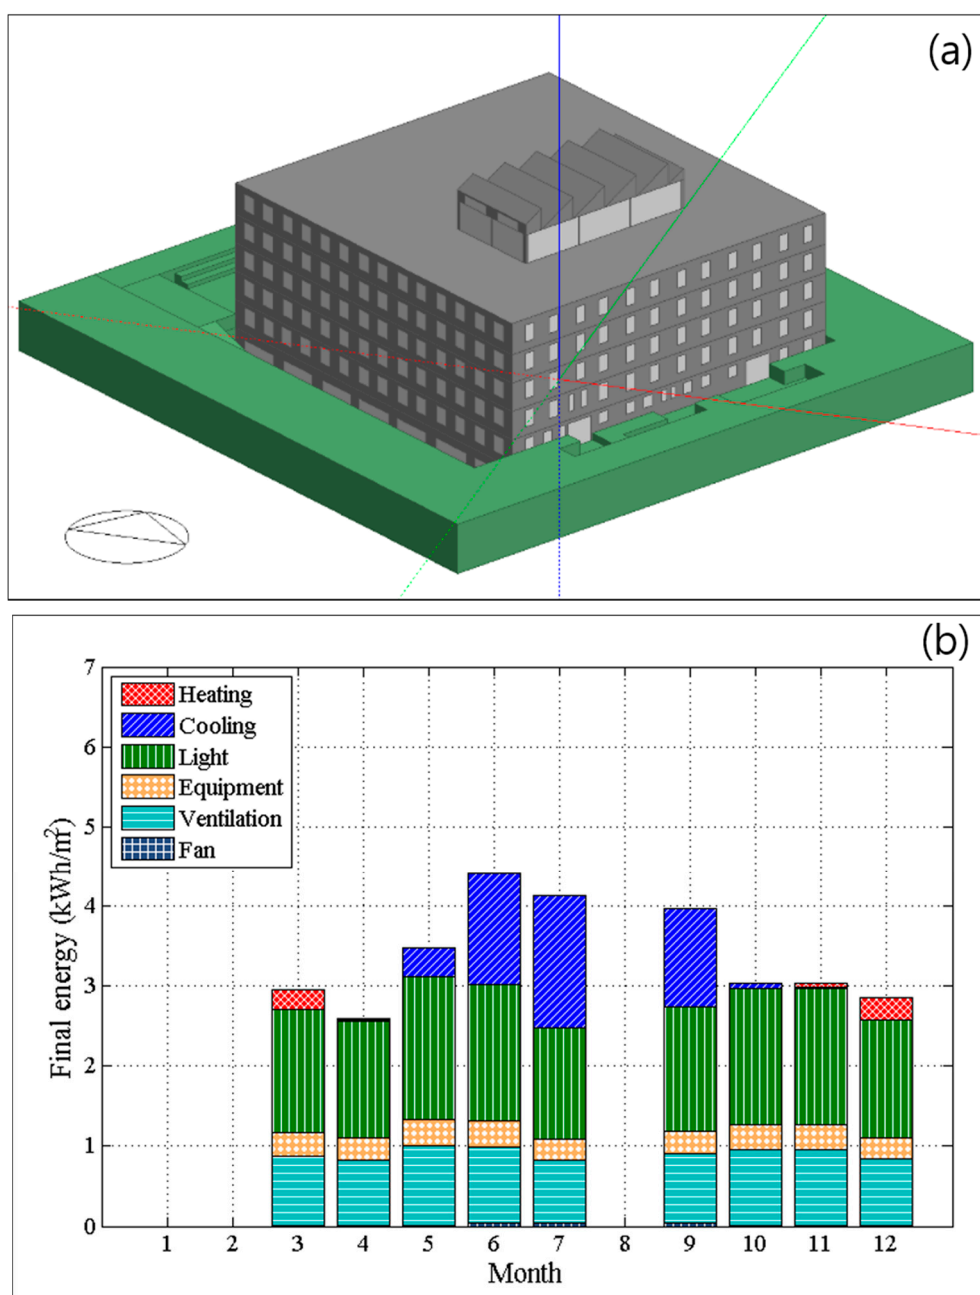 (a)
(b)
7
6
5
4
3
2
1
0
Final energy (kWh/m²)
Heating
Cooling
Light
Equipment
Ventilation
Fan
1 2 3 4 5 6 7 8 9 10 11 12
Month